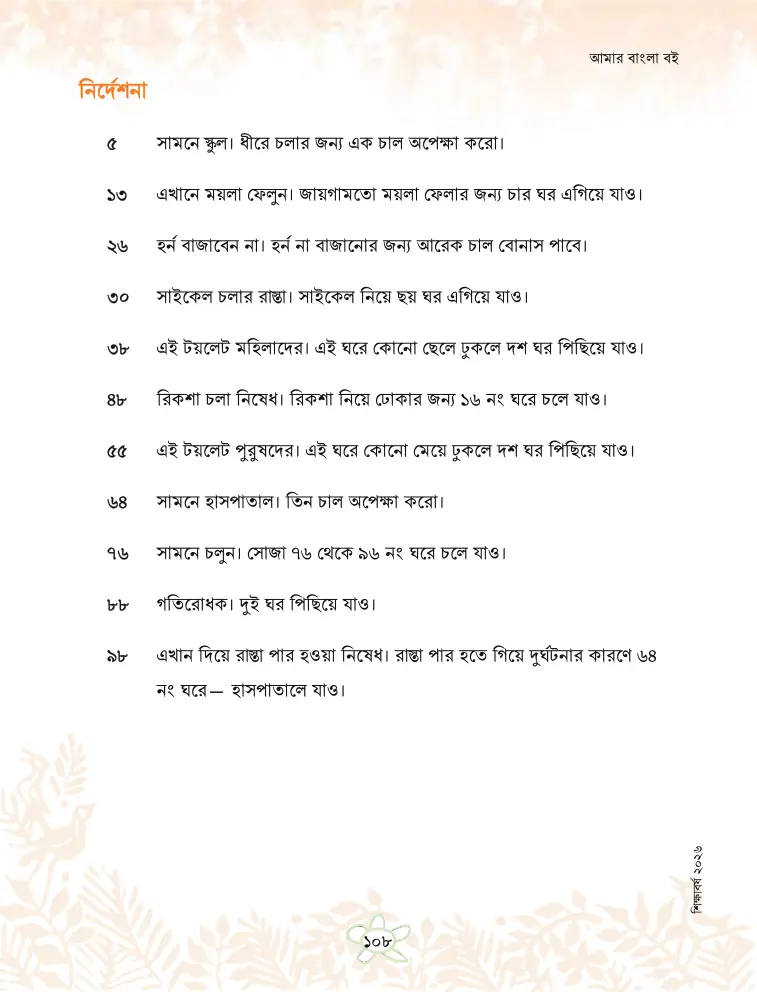 আমার বাংলা বই
নির্দেশনা
৫ সামনে স্কুল। ধীরে চলার জন্য এক চাল অপেক্ষা করো।
১৩ এখানে ময়লা ফেলুন। জায়গামতো ময়লা ফেলার জন্য চার ঘর এগিয়ে যাও।
২৬ হর্ন বাজাবেন না। হর্ন না বাজানোর জন্য আরেক চাল বোনাস পাবে।
৩০ সাইকেল চলার রাস্তা। সাইকেল নিয়ে ছয় ঘর এগিয়ে যাও।
৩৮ এই টয়লেট মহিলাদের। এই ঘরে কোনো ছেলে ঢুকলে দশ ঘর পিছিয়ে যাও।
৪৮ রিকশা চলা নিষেধ। রিকশা নিয়ে ঢোকার জন্য ১৬ নং ঘরে চলে যাও।
৫৫ এই টয়লেট পুরুষদের। এই ঘরে কোনো মেয়ে ঢুকলে দশ ঘর পিছিয়ে যাও।
৬৪ সামনে হাসপাতাল। তিন চাল অপেক্ষা করো।
৭৬ সামনে চলুন। সোজা ৭৬ থেকে ৯৬ নং ঘরে চলে যাও।
৮৮ গতিরোধক। দুই ঘর পিছিয়ে যাও।
৯৮ এখান দিয়ে রাস্তা পার হওয়া নিষেধ। রাস্তা পার হতে গিয়ে দুর্ঘটনার কারণে ৬৪
নং ঘরে— হাসপাতালে যাও।
শিক্ষাবর্ষ ২০২৬
১০৮